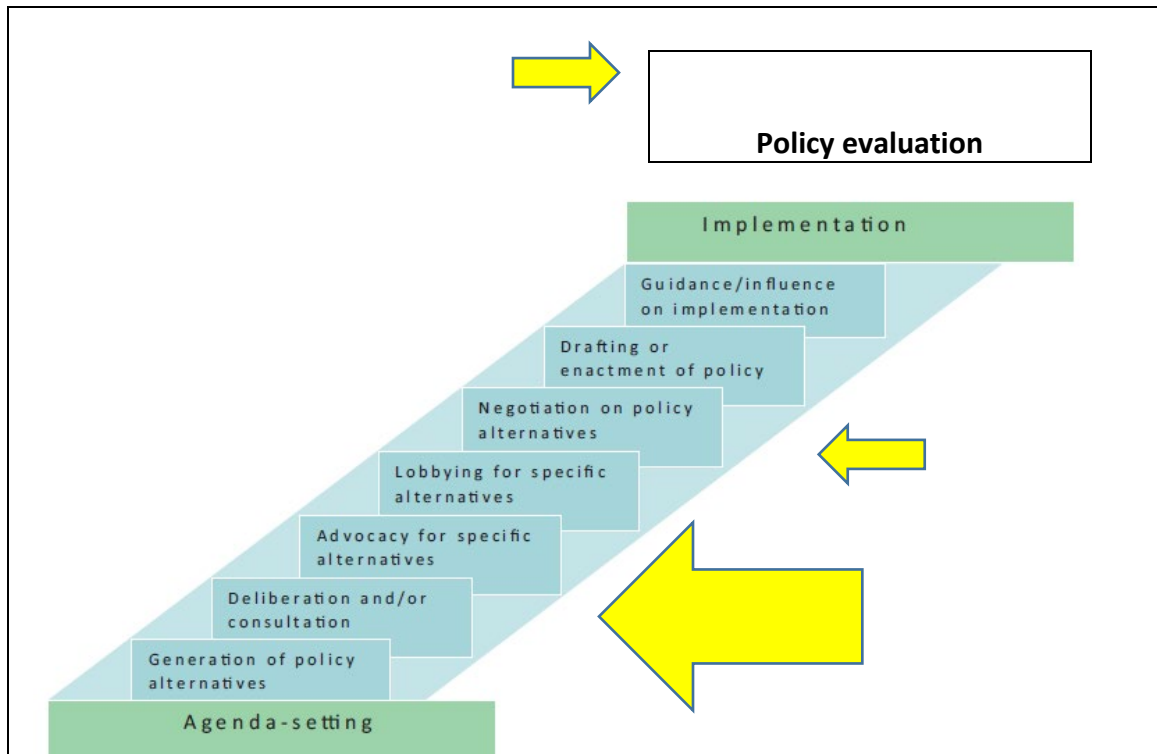 Policy evaluation
Implementation
Guidance/influence
on implementation
Drafting or
enactment of policy
Negotiation on policy
alternatives
Lobbying for specific
alternatives
Advocacy for specific
alternatives
Deliberation and/or
consultation
Generation of policy
alternatives
Agenda-setting